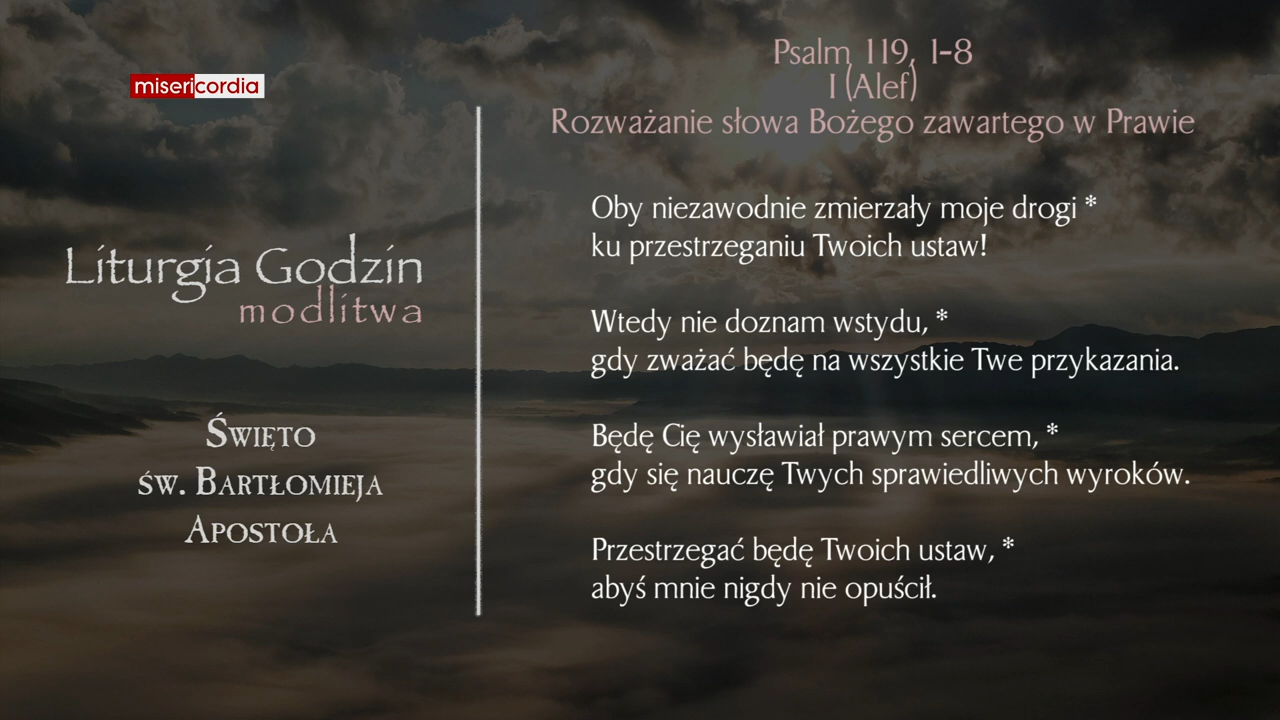 misericordia
Liturgia Godzin
modlitwa
Święto
św. Bartłomieja
Apostoła
Psalm 119, 1-8
I (Alef)
Rozważanie słowa Bożego zawartego w Prawie
Oby niezawodnie zmierzały moje drogi *
ku przestrzeganiu Twoich ustaw!
Wtedy nie doznam wstydu, *
gdy zważać będę na wszystkie Twe przykazania.
Będę Cię wysławiał prawym sercem, *
gdy się nauczę Twych sprawiedliwych wyroków.
Przestrzegać będę Twoich ustaw, *
abyś mnie nigdy nie opuścił.